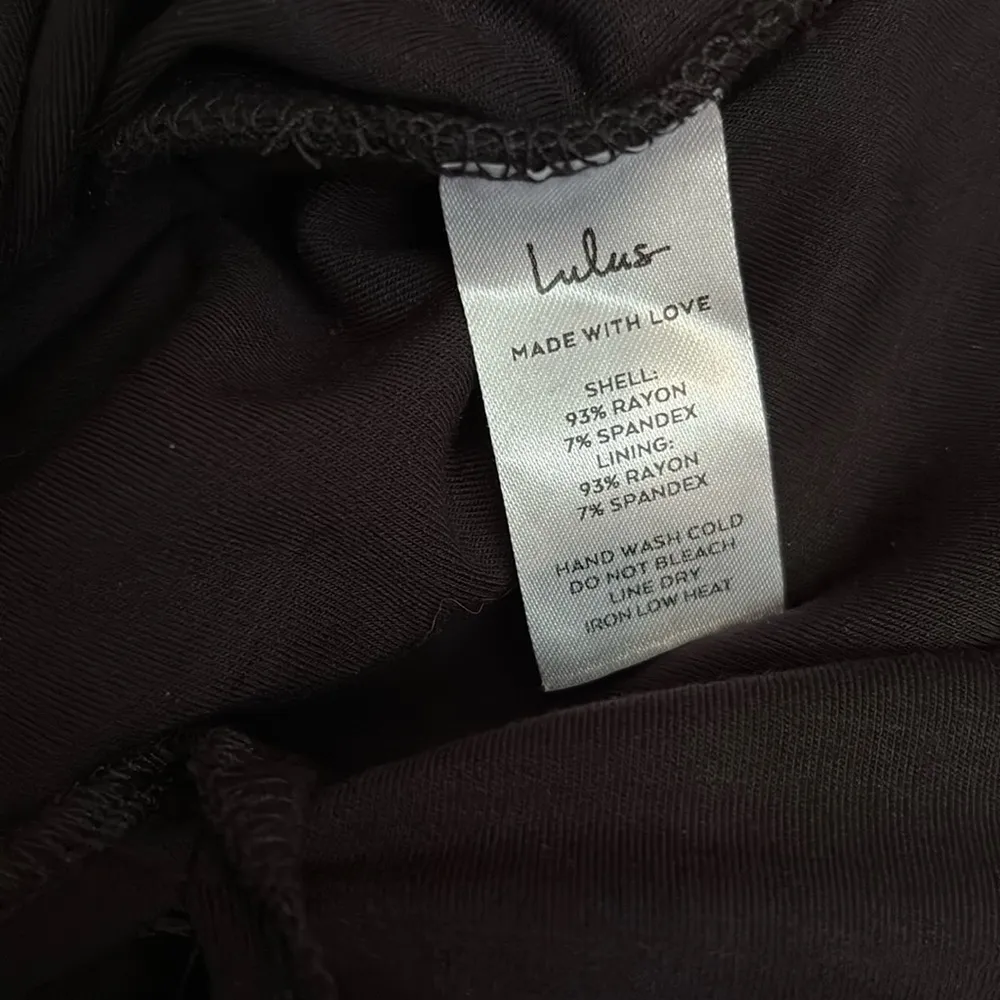 Lulus
MADE WITH LOVE
SHELL:
93% RAYON
7% SPANDEX
LINING:
93% RAYON
7% SPANDEX
HAND WASH COLD
DO NOT BLEACH
LINE DRY
IRON LOW HEAT